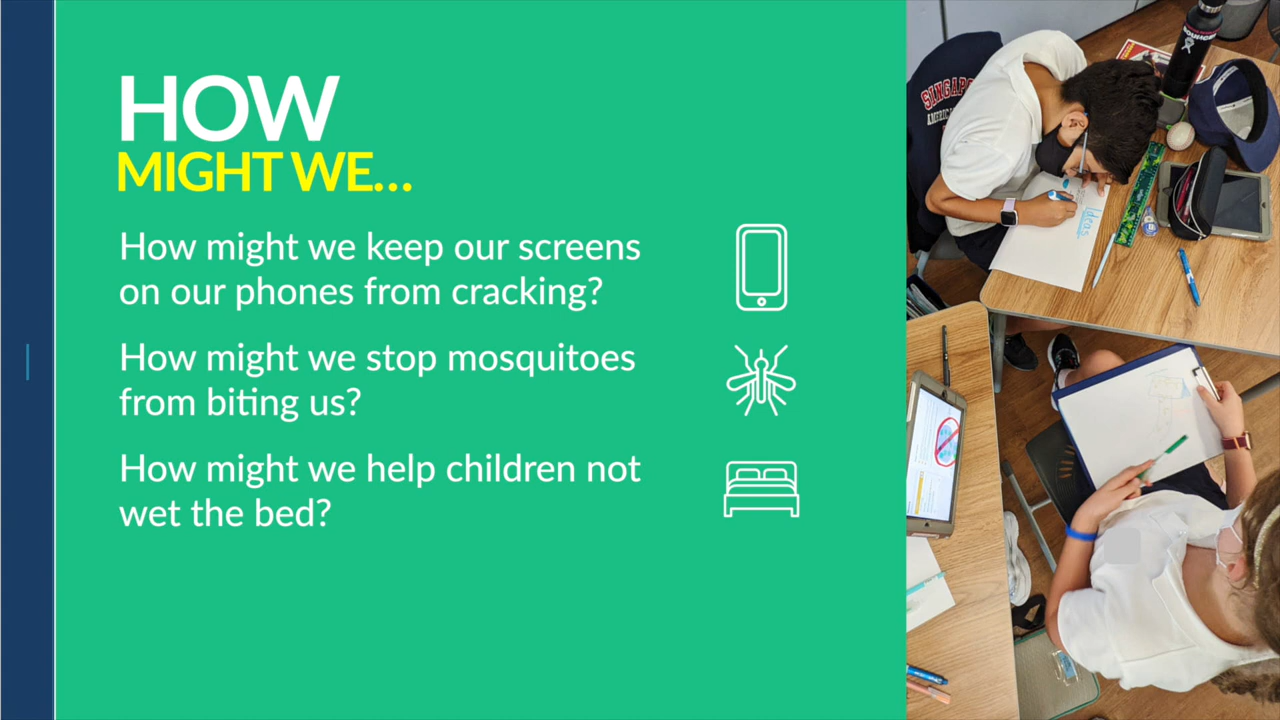 HOW
MIGHT WE...
How might we keep our screens
on our phones from cracking?
How might we stop mosquitoes
from biting us?
How might we help children not
wet the bed?
Ideas